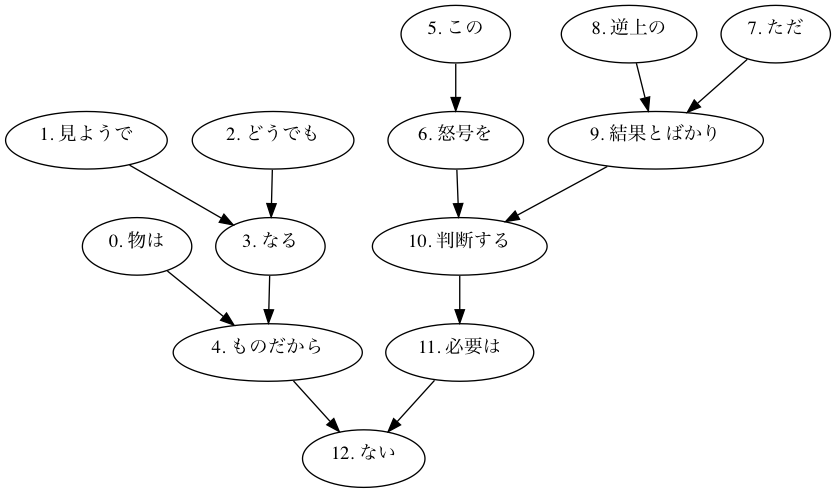 5. この
8. 逆上の
7. ただ
1. 見ようで
2. どうでも
6. 怒号を
9. 結果とばかり
0. 物は
3. なる
10. 判断する
4. ものだから
11. 必要は
12. ない